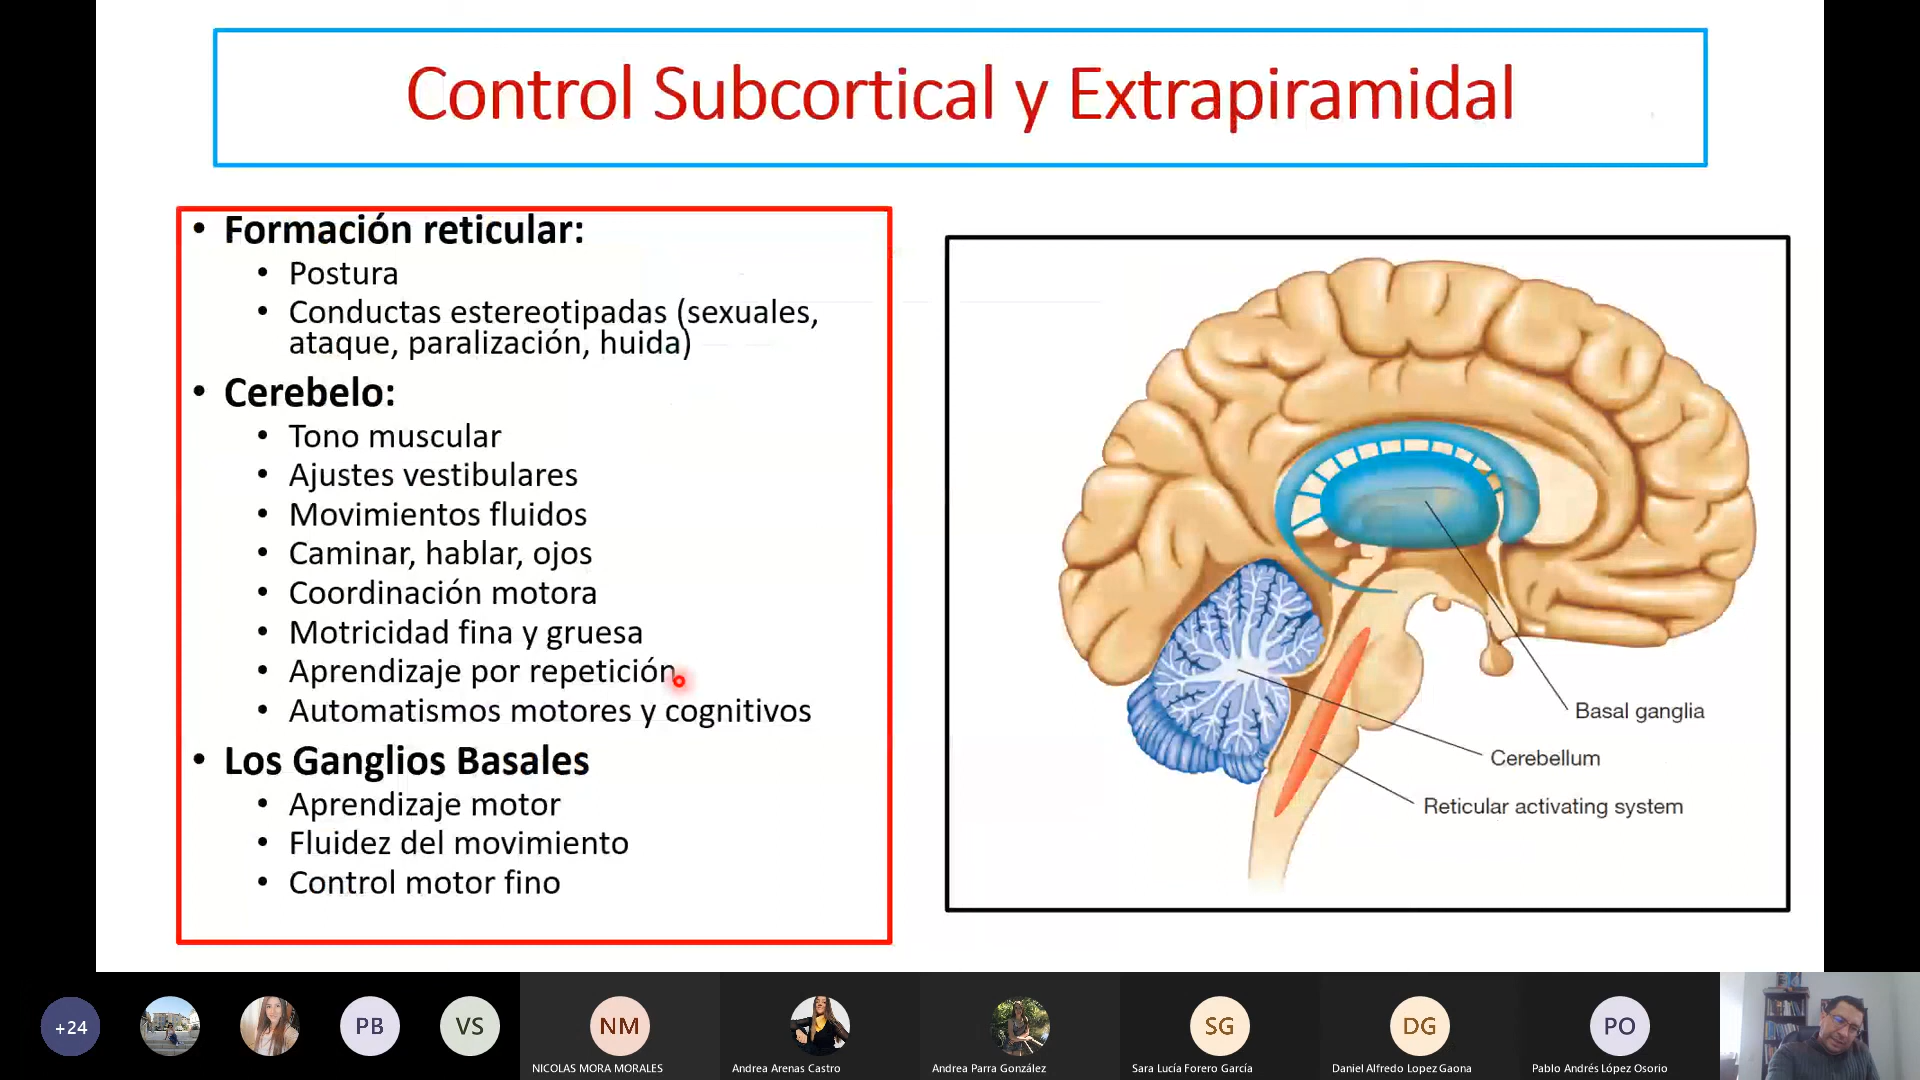 Control Subcortical y Extrapiramidal
• Formación reticular:
• Postura
• Conductas estereotipadas (sexuales,
ataque, paralización, huida)
• Cerebelo:
• Tono muscular
• Ajustes vestibulares
• Movimientos fluidos
• Caminar, hablar, ojos
• Coordinación motora
• Motricidad fina y gruesa
• Aprendizaje por repetición
• Automatismos motores y cognitivos
• Los Ganglios Basales
• Aprendizaje motor
• Fluidez del movimiento
• Control motor fino
Basal ganglia
Cerebellum
Reticular activating system
+24
PB
VS
NM
SG
DG
PO
NICOLAS MORA MORALES
Andrea Arenas Castro
Andrea Parra González
Sara Lucía Forero García
Daniel Alfredo Lopez Gaona
Pablo Andrés López Osorio